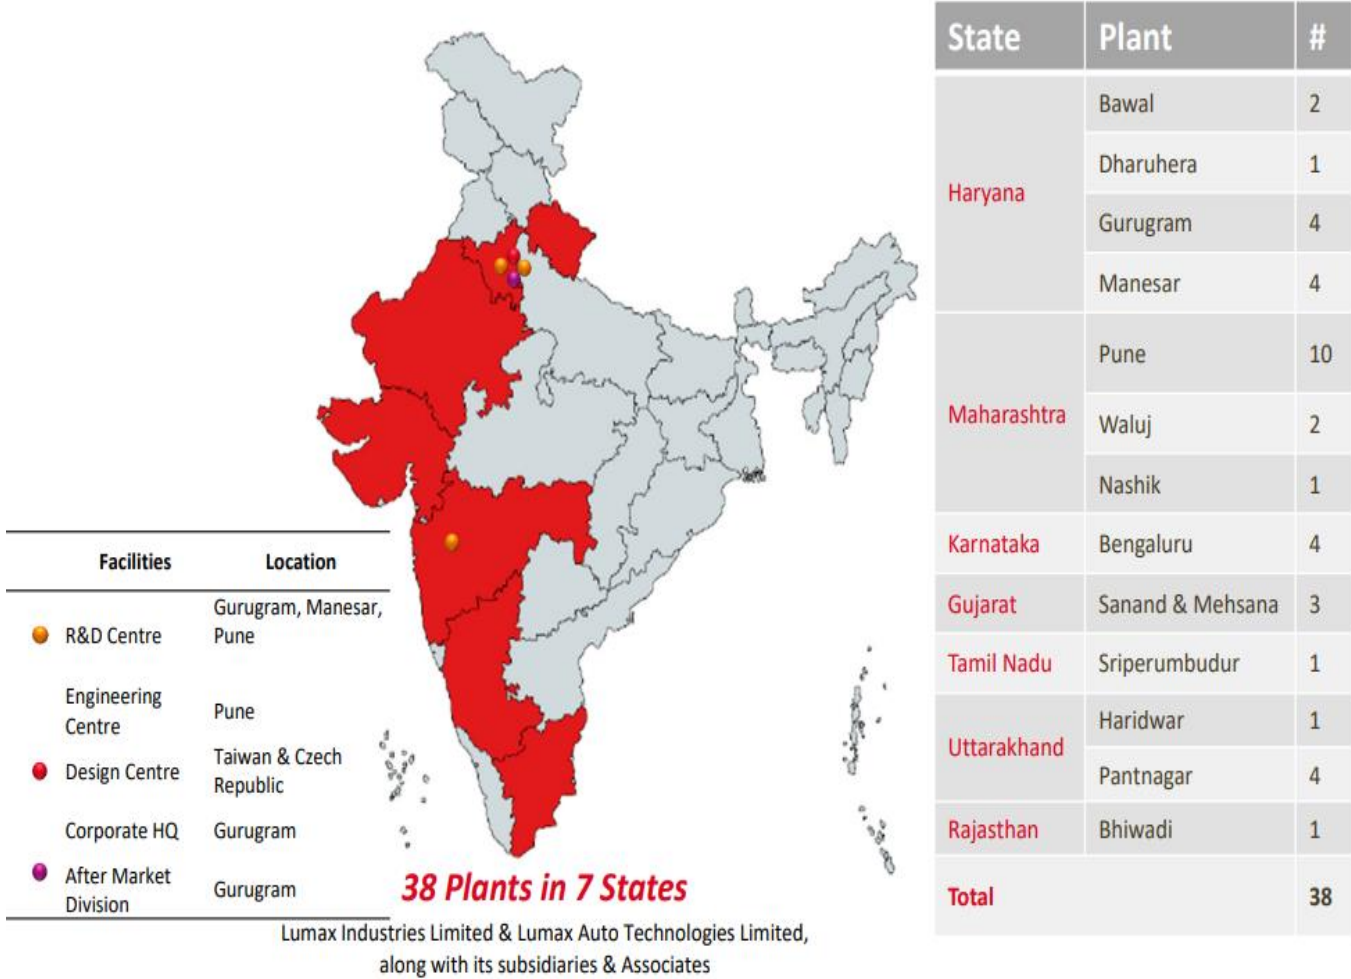 State Plant #
Haryana
Bawal 2
Dharuhera 1
Gurugram 4
Manesar 4
Maharashtra
Pune 10
Waluj 2
Nashik 1
Karnataka Bengaluru 4
Gujarat Sanand & Mehsana 3
Tamil Nadu Sriperumbudur 1
Uttarakhand
Haridwar 1
Pantnagar 4
Rajasthan Bhiwadi 1
Total 38
Facilities Location
R&D Centre
Gurugram, Manesar,
Pune
Engineering
Centre
Pune
Design Centre
Taiwan & Czech
Republic
Corporate HQ Gurugram
After Market
Division
Gurugram
38 Plants in 7 States
Lumax Industries Limited & Lumax Auto Technologies Limited,
along with its subsidiaries & Associates